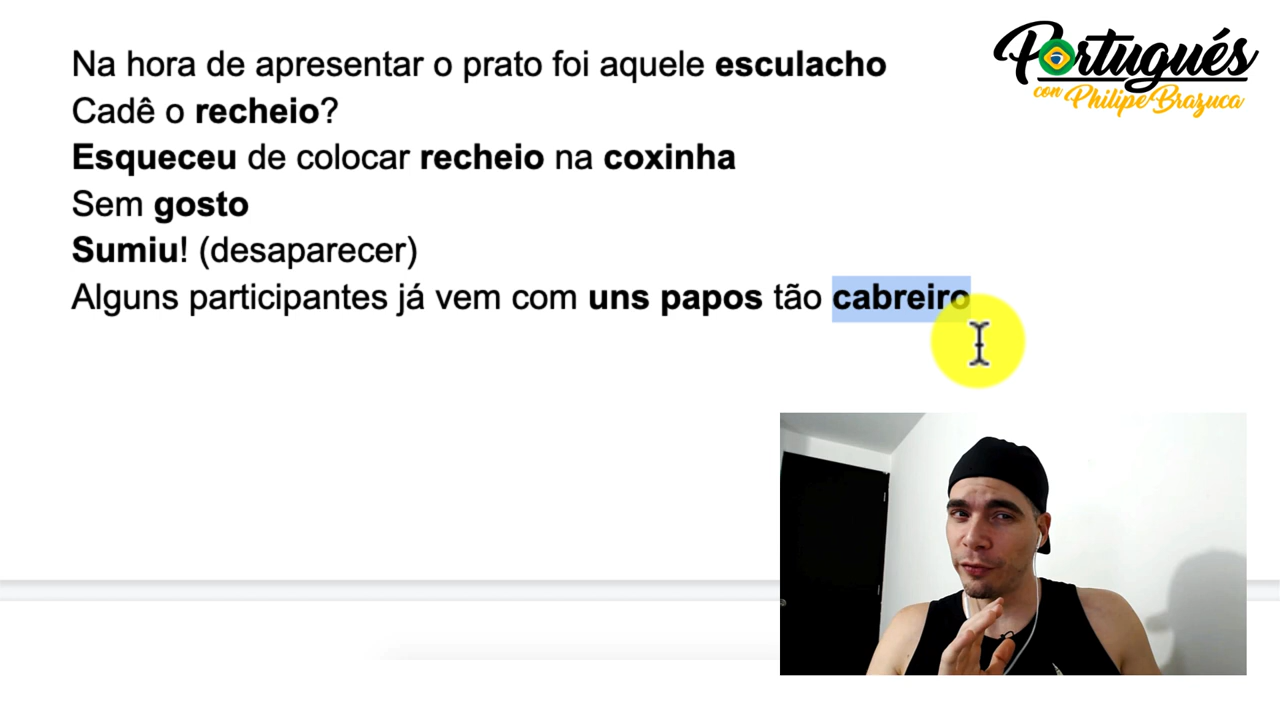 Na hora de apresentar o prato foi aquele esculacho
Cadê o recheio?
Esqueceu de colocar recheio na coxinha
Sem gosto
Sumiu! (desaparecer)
Alguns participantes já vem com uns papos tão cabreiro
Portugués
con Philipe Brazuca